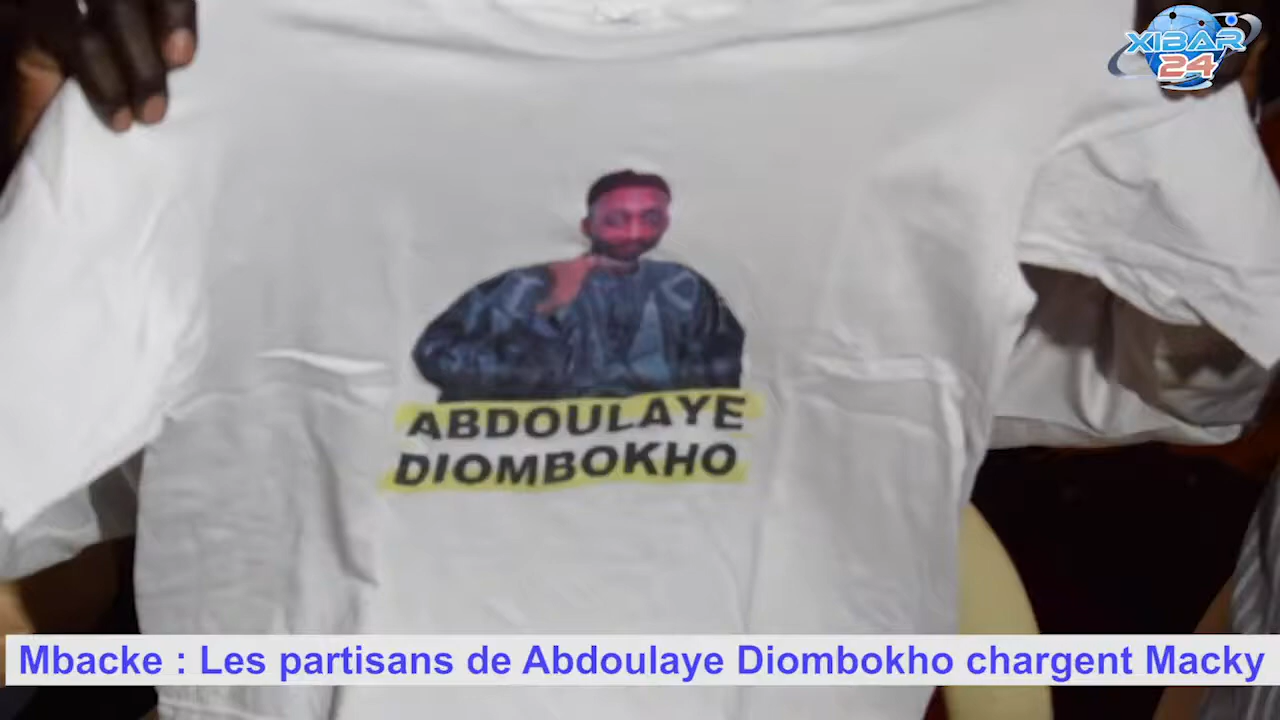 XIBAR
24
ABDOULAYE
DIOMBOKHO
Mbacke : Les partisans de Abdoulaye Diombokho chargent Macky